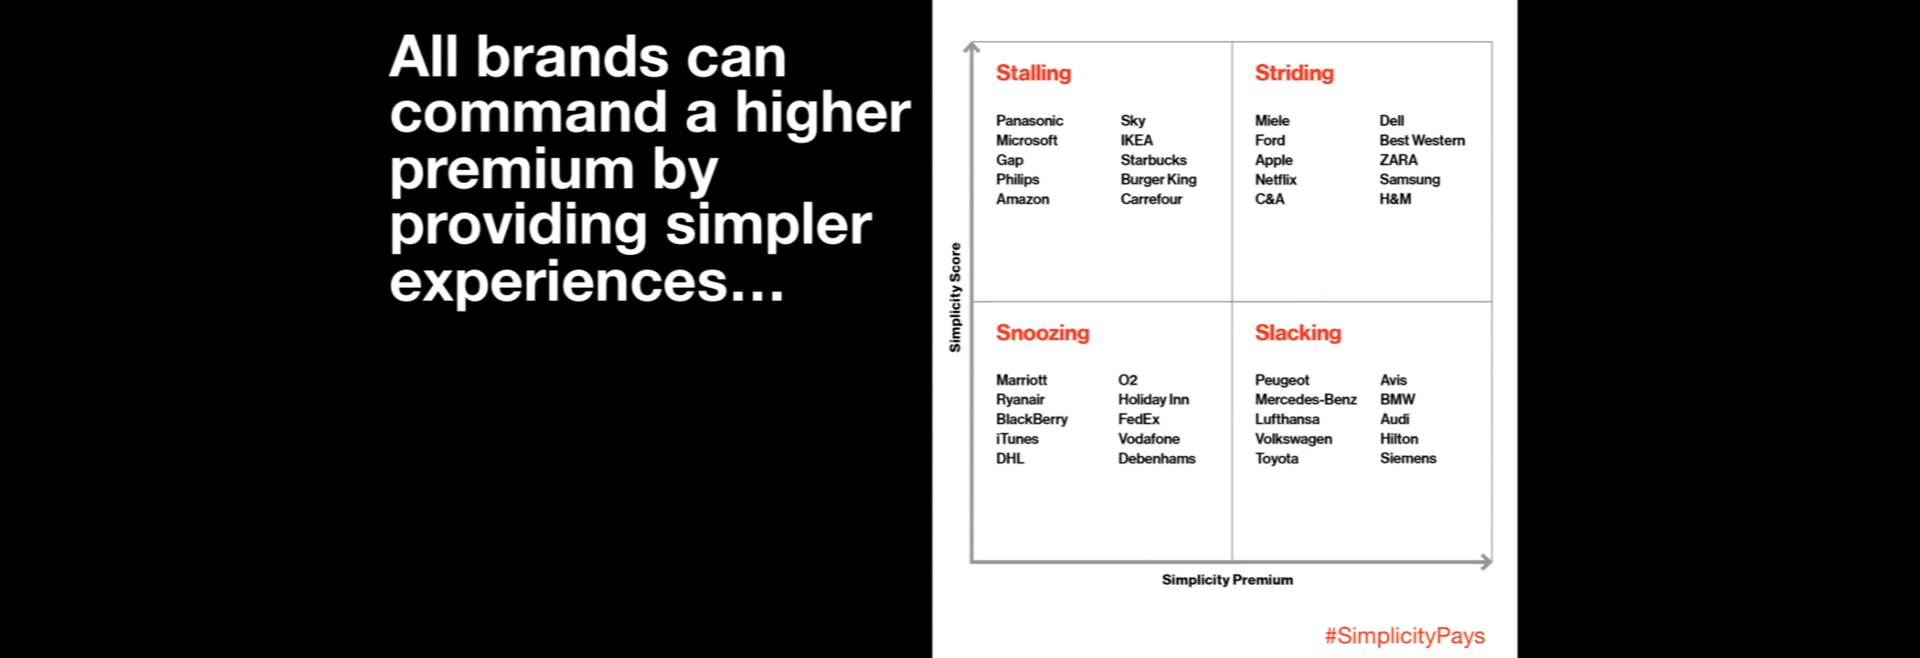 All brands can
command a higher
premium by
providing simpler
experiences...
Simplicity Score
Stalling
Panasonic Sky
Microsoft IKEA
Gap Starbucks
Philips Burger King
Amazon Carrefour
Striding
Miele Dell
Ford Best Western
Apple ZARA
Netflix Samsung
C&A H&M
Snoozing
Marriott O2
Ryanair Holiday Inn
BlackBerry FedEx
iTunes Vodafone
DHL Debenhams
Slacking
Peugeot Avis
Mercedes-Benz BMW
Lufthansa Audi
Volkswagen Hilton
Toyota Siemens
Simplicity Premium
#SimplicityPays